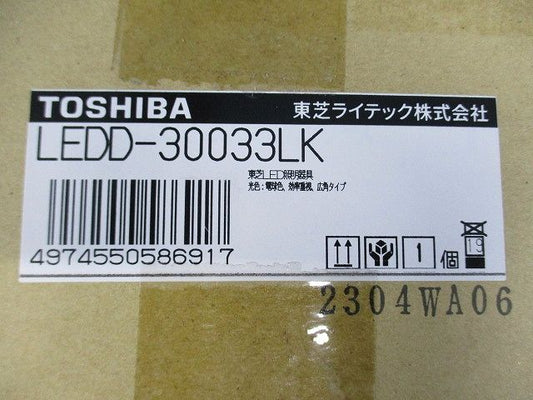 TOSHIBA 東芝ライテック株式会社
LEDD-30033LK
東芝LED照明器具
光色:電球色、効率重視、広角タイプ
4974550586917
1 個 19
2304WA06